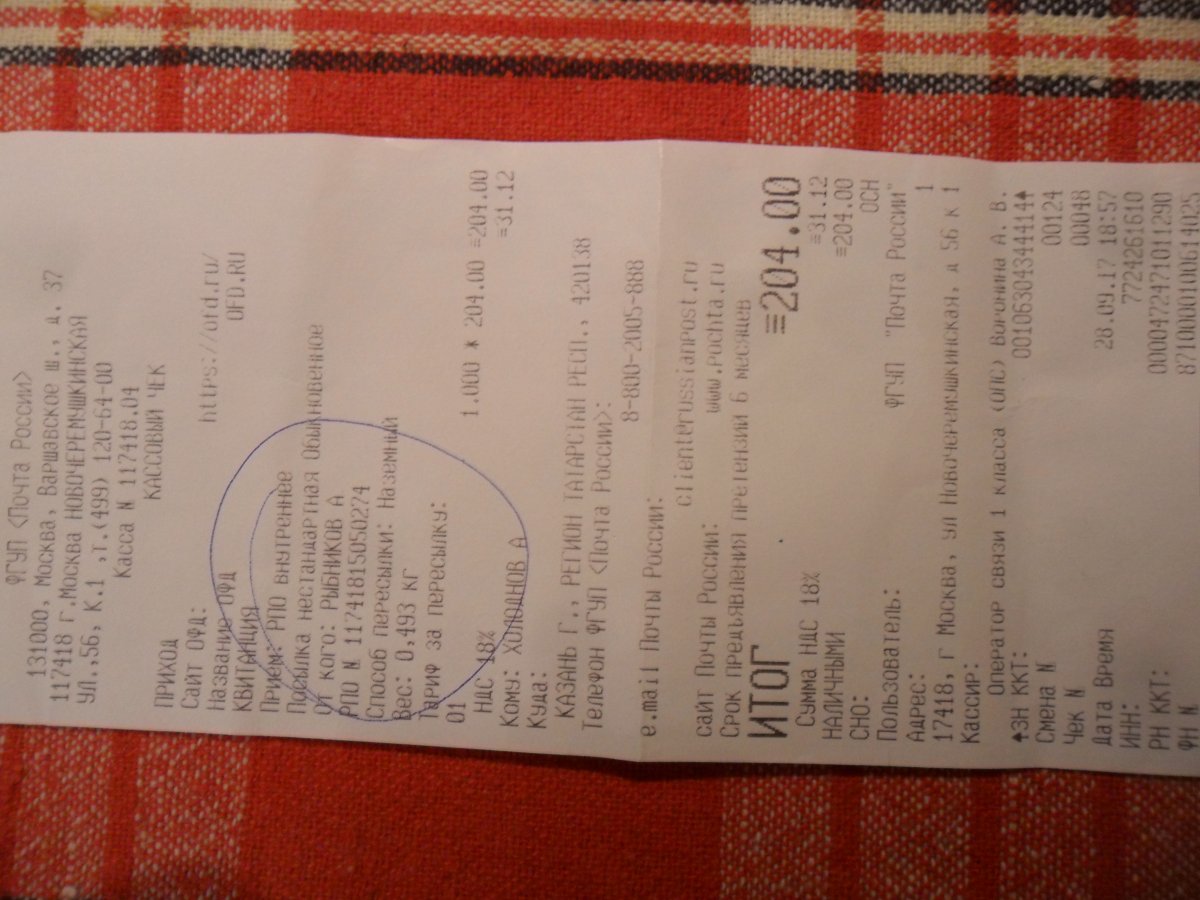 ФГУП <Почта России>
131000, Москва, Варшавское ш., д. 37
117418 г.Москва НОВОЧЕРЕМУШКИНСКАЯ
УЛ.,56, К.1 ,т.(499) 120-64-00
Касса N 117418.04
КАССОВЫЙ ЧЕК
ПРИХОД
Сайт ОФД: https://ofd.ru/
Название ОФД OFD.RU
КВИТАНЦИЯ
Прием: РПО внутреннее
Посылка нестандартная Обыкновенное
От кого: РЫБНИКОВ А
РПО N 11741815050274
Способ пересылки: Наземный
Вес: 0,493 кг
Тариф за пересылку:
01 1.000 * 204.00 =204.00
НДС 18% =31.12
Кому: ХОЛОДНОВ А
Куда:
КАЗАНЬ Г., РЕГИОН ТАТАРСТАН РЕСП., 420138
Телефон ФГУП <Почта России>:
8-800-2005-888
e.mail Почты России:
clienterussianpost.ru
сайт Почты России: www.pochta.ru
Срок предъявления претензий 6 месяцев
ИТОГ ≡204.00
Сумма НДС 18% =31.12
НАЛИЧНЫМИ =204.00
СНО: ОСН
Пользователь: ФГУП "Почта России"
Адрес: 1
17418, г Москва, ул Новочеремушкинская, д 56 к 1
Кассир:
Оператор связи 1 класса (ОПС) Воронина А. В.
ЗН ККТ: 00106304344414
Смена N 00124
Чек N 00048
Дата Время 28.09.17 18:57
ИНН: 7724261610
РН ККТ: 0000472471011290
ФН N 8710000100614025